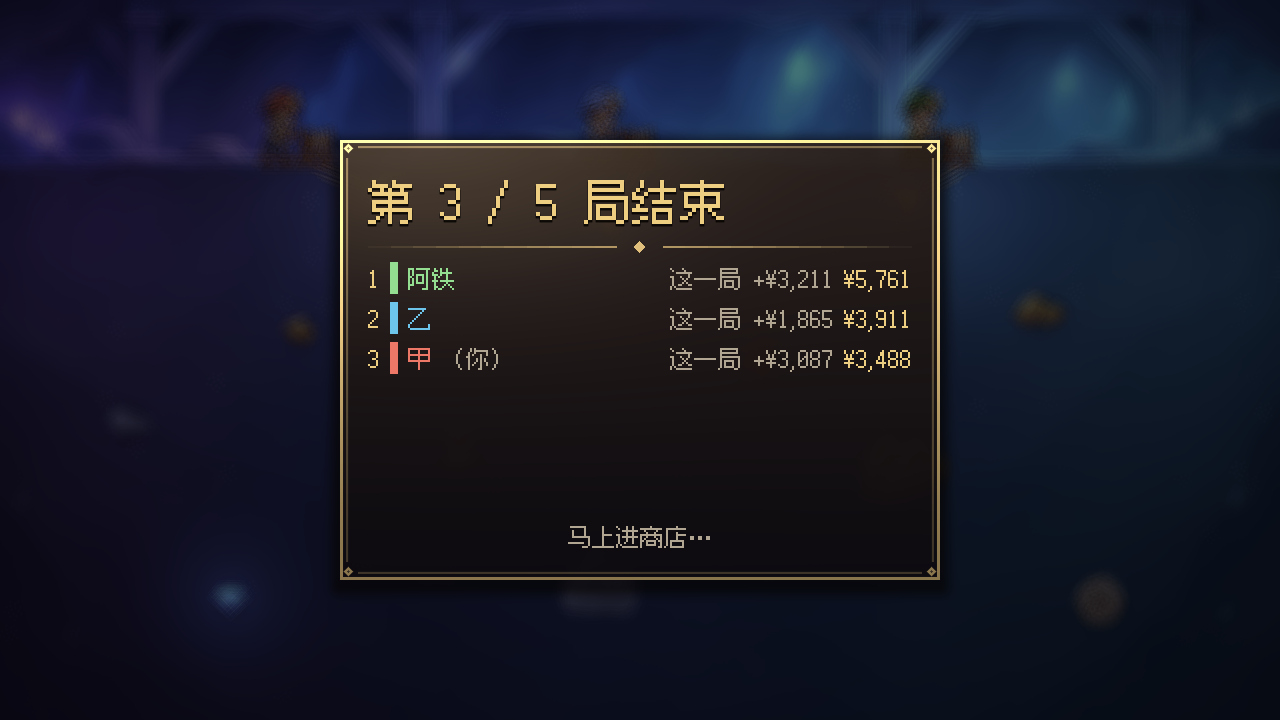 第 3 / 5 局结束
1 阿铁 这一局 +¥3,211 ¥5,761
2 乙 这一局 +¥1,865 ¥3,911
3 甲 （你） 这一局 +¥3,087 ¥3,488
马上进商店…